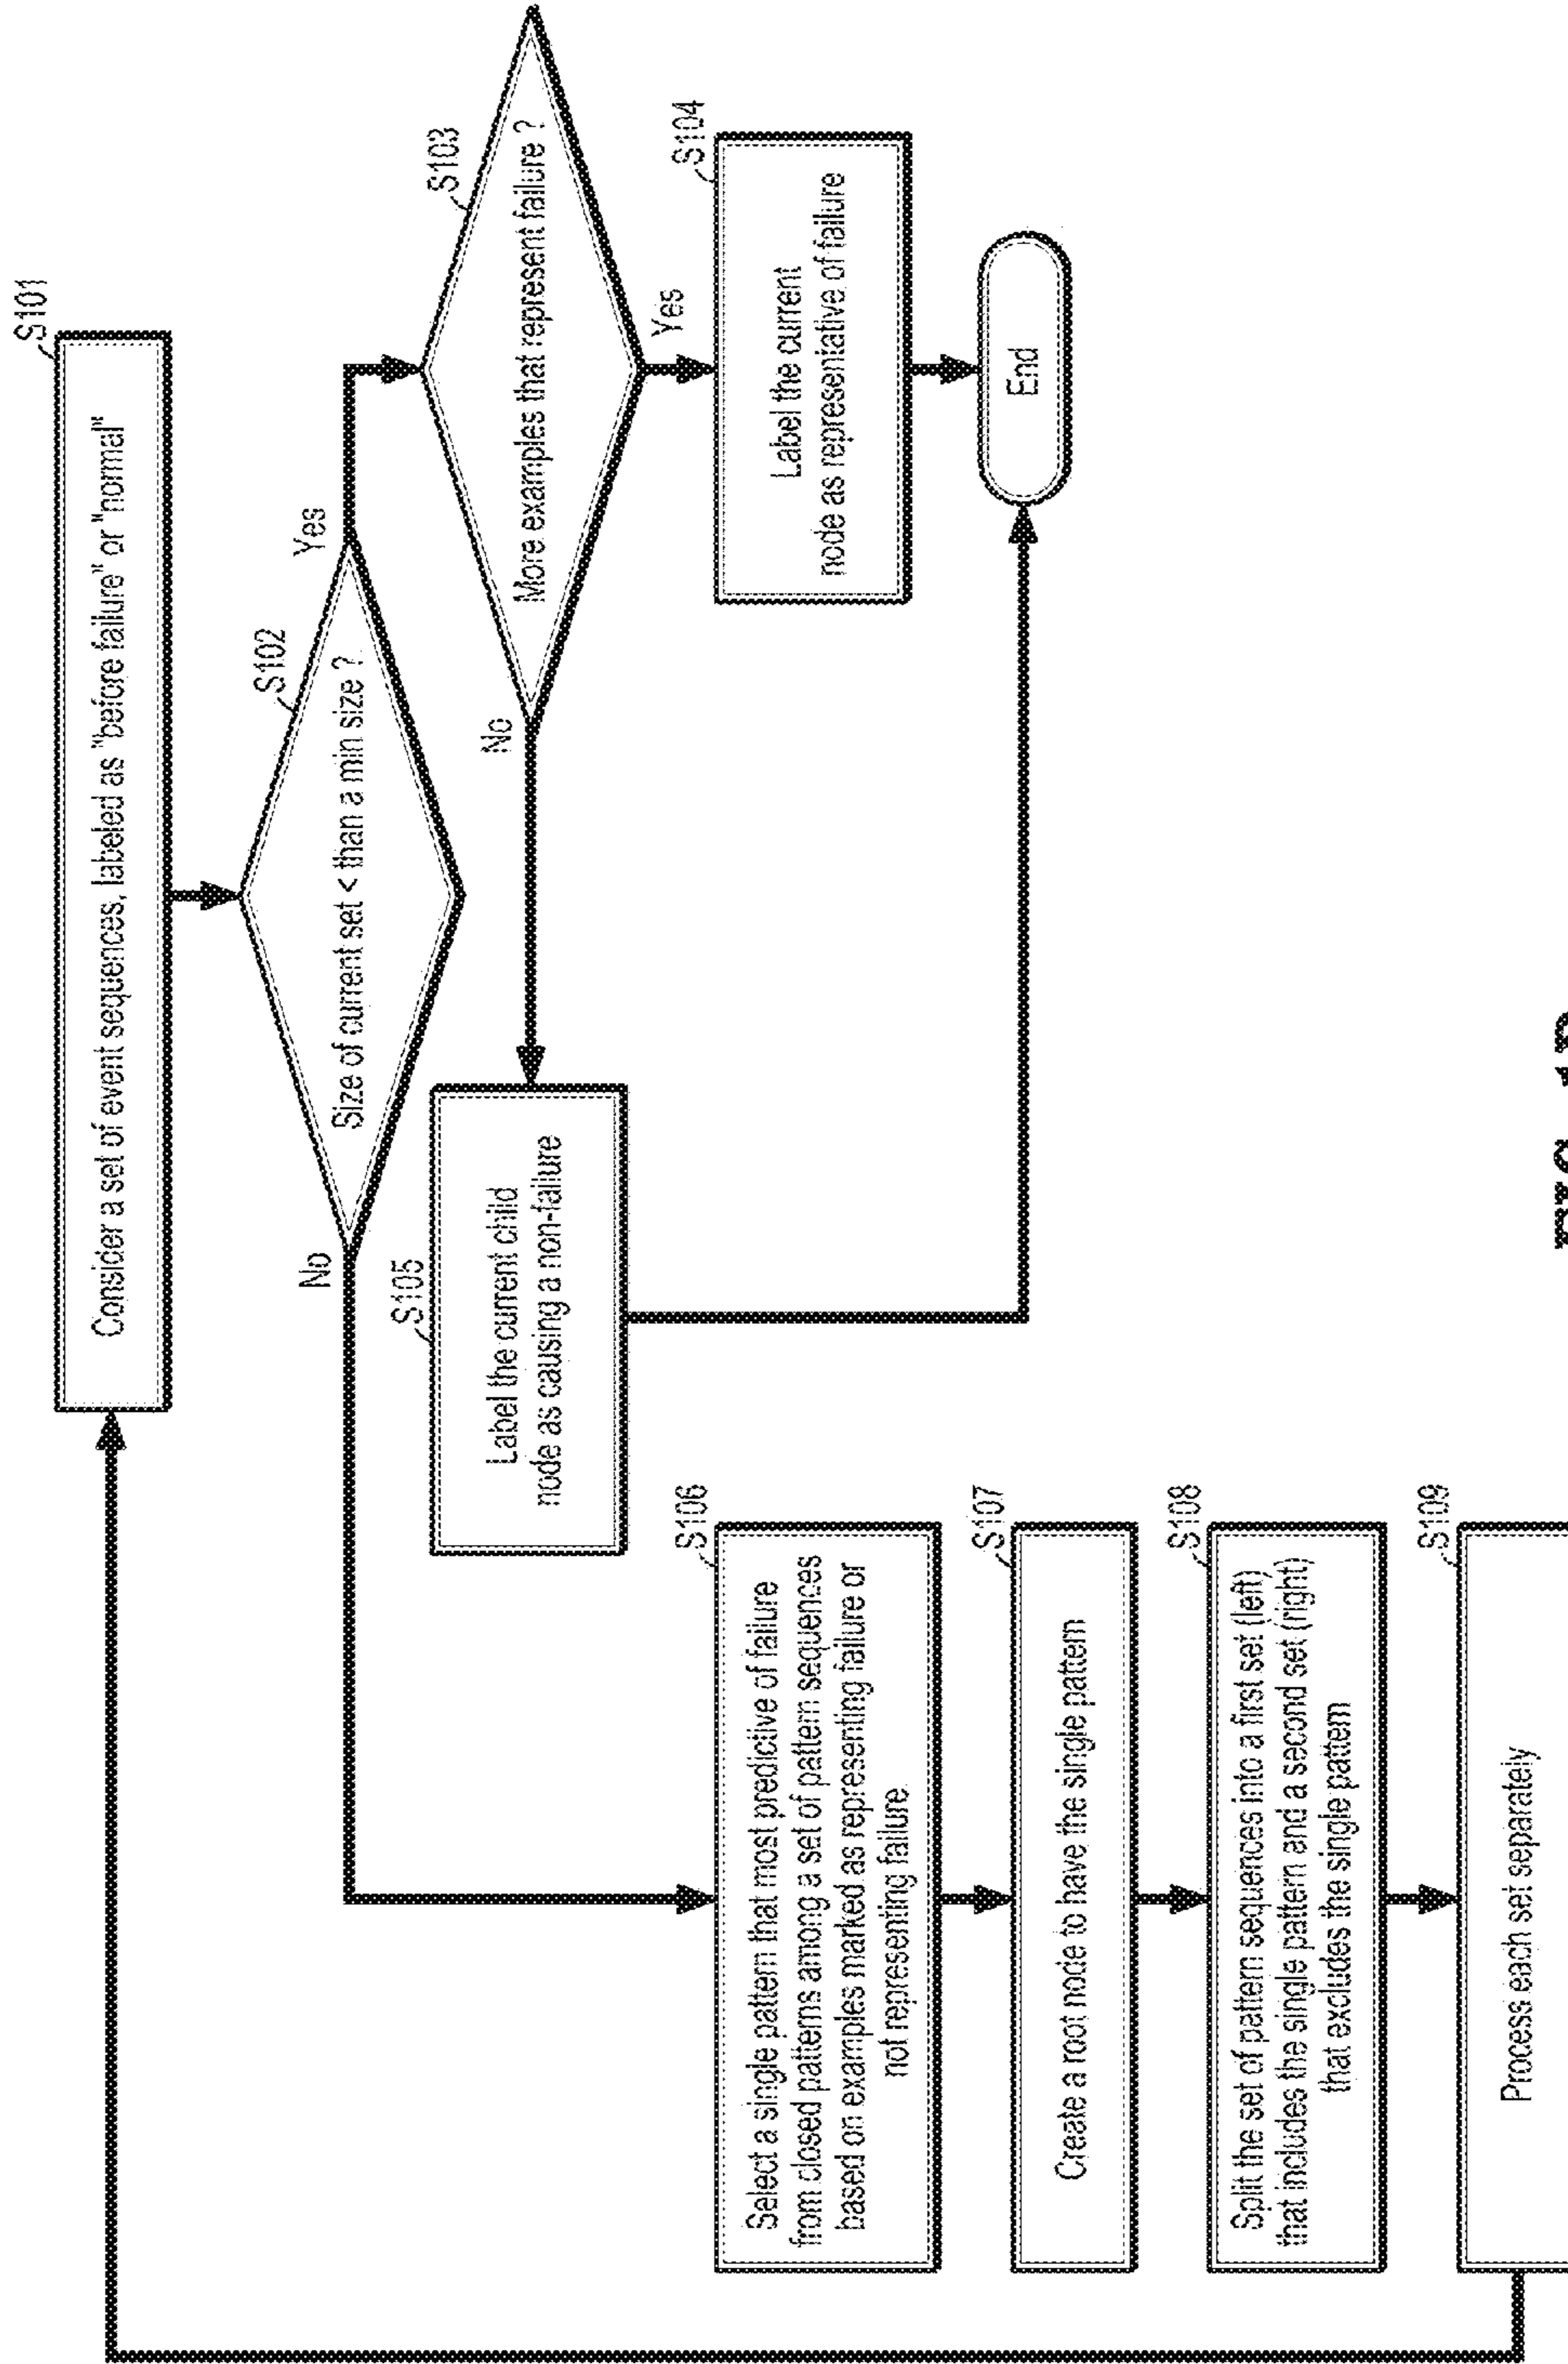 S101
Consider a set of event sequences, labeled as "before failure" or "normal"
S102
Size of current set < than a min size ?
Yes
No
S103
More examples that represent failure ?
No
Yes
S104
Label the current
node as representative of failure
S105
Label the current child
node as causing a non-failure
End
S106
Select a single pattern that most predictive of failure
from closed patterns among a set of pattern sequences
based on examples marked as representing failure or
not representing failure
S107
Create a root node to have the single pattern
S108
Split the set of pattern sequences into a first set (left)
that includes the single pattern and a second set (right)
that excludes the single pattern
S109
Process each set separately